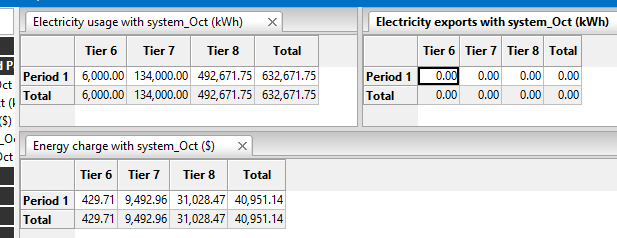 Electricity usage with system_Oct (kWh)
Tier 6 Tier 7 Tier 8 Total
Period 1 6,000.00 134,000.00 492,671.75 632,671.75
Total 6,000.00 134,000.00 492,671.75 632,671.75
Electricity exports with system_Oct (kWh)
Tier 6 Tier 7 Tier 8 Total
Period 1 0.00 0.00 0.00 0.00
Total 0.00 0.00 0.00 0.00
Energy charge with system_Oct ($)
Tier 6 Tier 7 Tier 8 Total
Period 1 429.71 9,492.96 31,028.47 40,951.14
Total 429.71 9,492.96 31,028.47 40,951.14